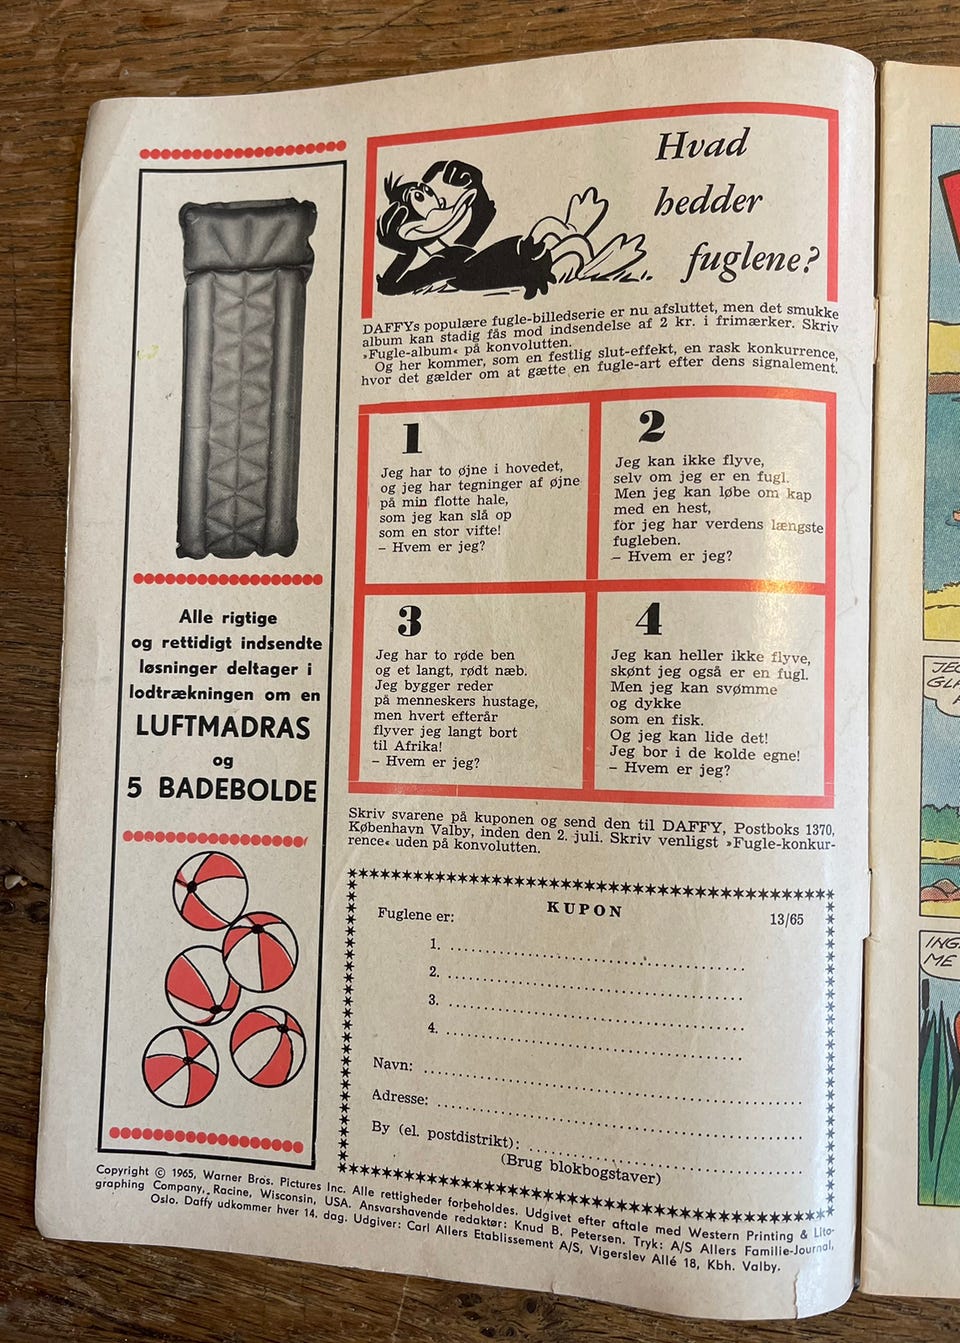 Hvad
hedder
fuglene?
DAFFYs populære fugle-billedserie er nu afsluttet, men det smukke
album kan stadig fås mod indsendelse af 2 kr. i frimærker. Skriv
»Fugle-album« på konvolutten.
Og her kommer, som en festlig slut-effekt, en rask konkurrence,
hvor det gælder om at gætte en fugle-art efter dens signalement.
1
Jeg har to øjne i hovedet,
og jeg har tegninger af øjne
på min flotte hale,
som jeg kan slå op
som en stor vifte!
– Hvem er jeg?
2
Jeg kan ikke flyve,
selv om jeg er en fugl.
Men jeg kan løbe om kap
med en hest,
for jeg har verdens længste
fugleben.
– Hvem er jeg?
3
Jeg har to røde ben
og et langt, rødt næb.
Jeg bygger reder
på menneskers hustage,
men hvert efterår
flyver jeg langt bort
til Afrika!
– Hvem er jeg?
4
Jeg kan heller ikke flyve,
skønt jeg også er en fugl.
Men jeg kan svømme
og dykke
som en fisk.
Og jeg kan lide det!
Jeg bor i de kolde egne!
– Hvem er jeg?
Alle rigtige
og rettidigt indsendte
løsninger deltager i
lodtrækningen om en
LUFTMADRAS
og
5 BADEBOLDE
Skriv svarene på kuponen og send den til DAFFY, Postboks 1370,
København Valby, inden den 2. juli. Skriv venligst »Fugle-konkur-
rence« uden på konvolutten.
KUPON
Fuglene er:
13/65
1.
2.
3.
4.
Navn:
Adresse:
By (el. postdistrikt):
(Brug blokbogstaver)
Copyright © 1965, Warner Bros. Pictures Inc. Alle rettigheder forbeholdes. Udgivet efter aftale med Western Printing & Lito-
graphing Company, Racine, Wisconsin, USA. Ansvarshavende redaktør: Knud B. Petersen. Tryk: A/S Allers Familie-Journal,
Oslo. Daffy udkommer hver 14. dag. Udgiver: Carl Allers Etablissement A/S, Vigerslev Allé 18, Kbh. Valby.
ME